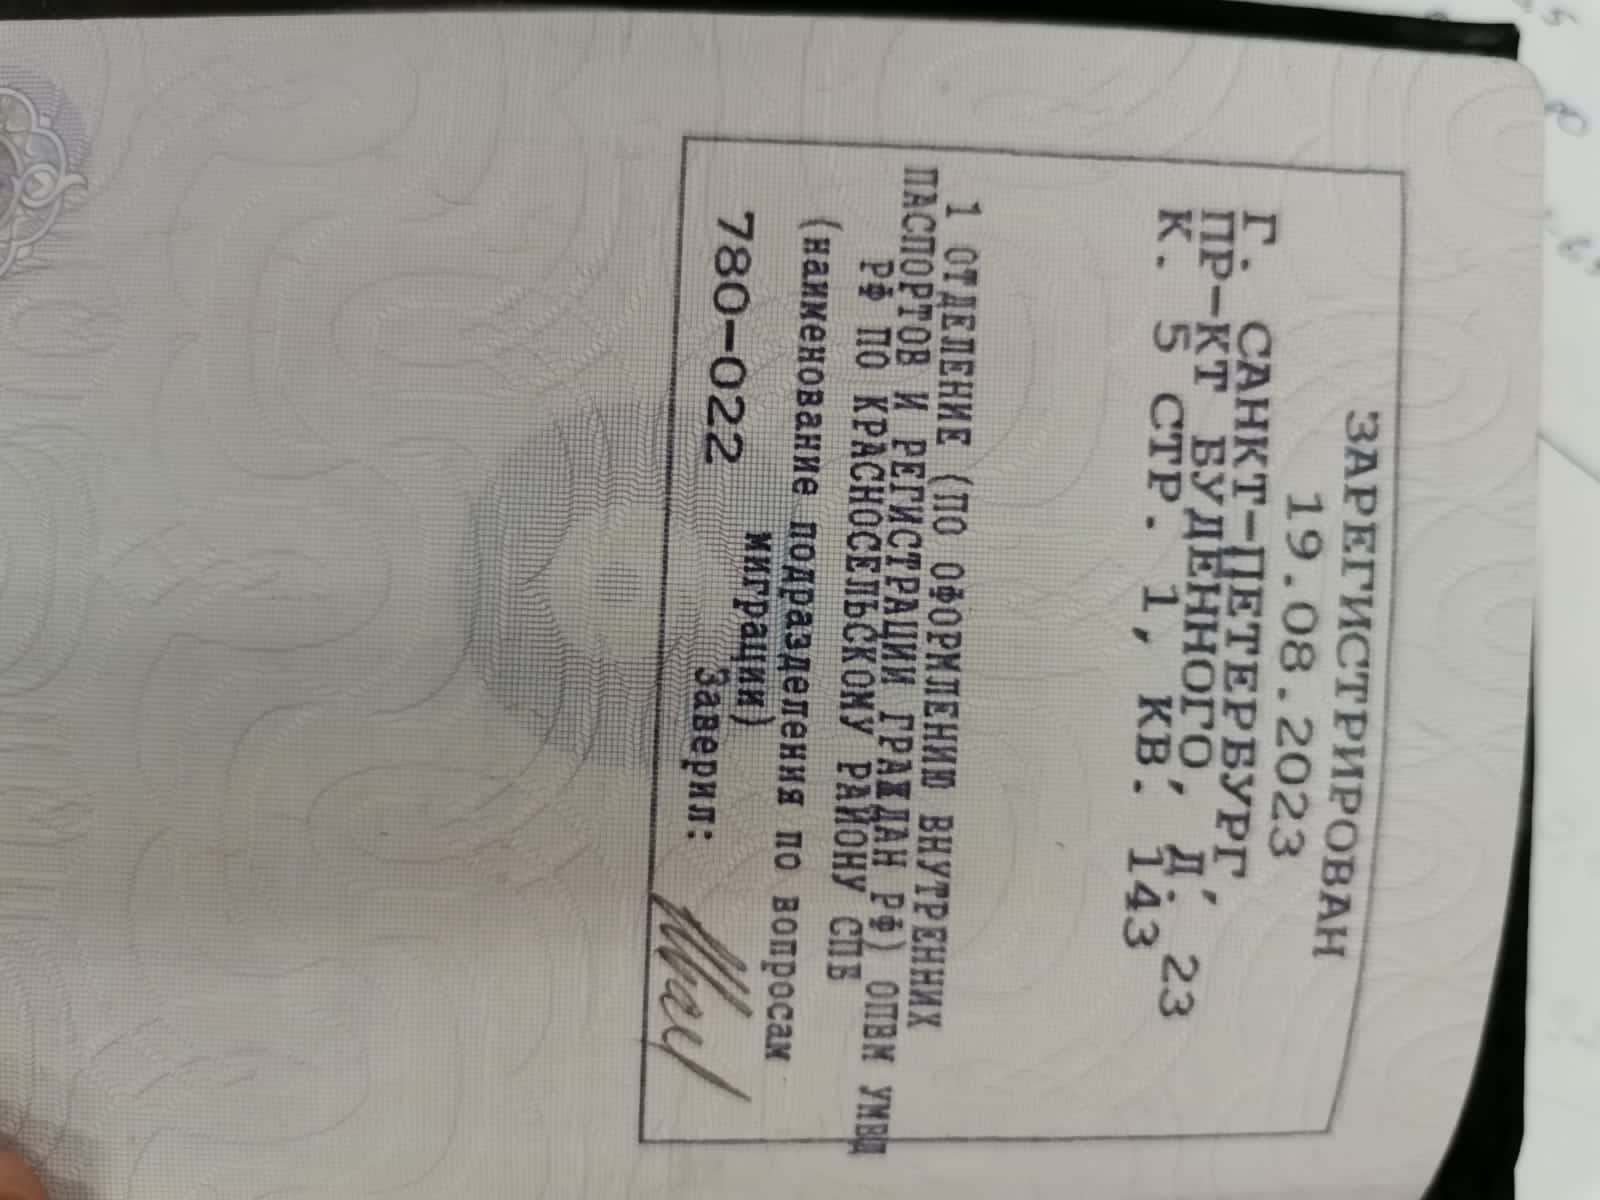 ЗАРЕГИСТРИРОВАН
19.08.2023
Г. САНКТ-ПЕТЕРБУРГ,
ПР-КТ БУДЕННОГО, Д. 23
К. 5 СТР. 1, КВ. 143
1 ОТДЕЛЕНИЕ (ПО ОФОРМЛЕНИЮ ВНУТРЕННИХ
ПАСПОРТОВ И РЕГИСТРАЦИИ ГРАЖДАН РФ) ОПВМ УМВД
РФ ПО КРАСНОСЕЛЬСКОМУ РАЙОНУ СПБ
(наименование подразделения по вопросам
миграции)
780-022
Заверил: